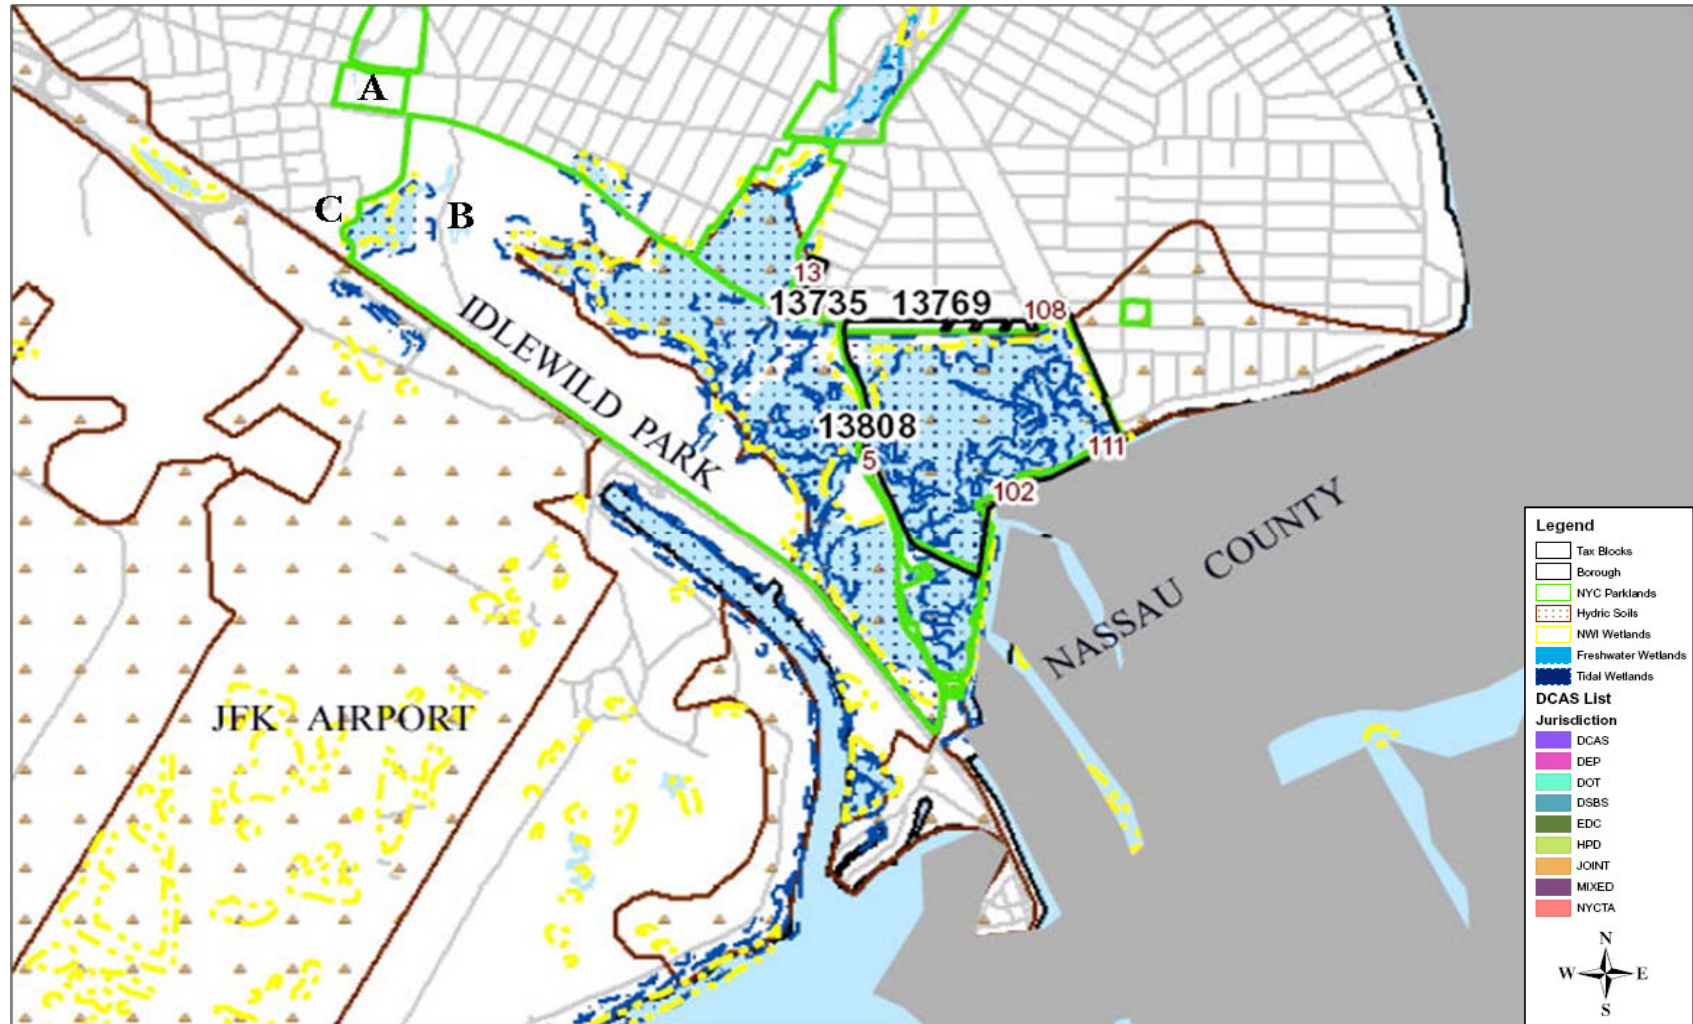 A
C
B
13
13735
13769
108
IDLEWILD PARK
13808
5
111
102
NASSAU COUNTY
JFK AIRPORT
Legend
Tax Blocks
Borough
NYC Parklands
Hydric Soils
NWI Wetlands
Freshwater Wetlands
Tidal Wetlands
DCAS List
Jurisdiction
DCAS
DEP
DOT
DSBS
EDC
HPD
JOINT
MIXED
NYCTA
N
W E
S